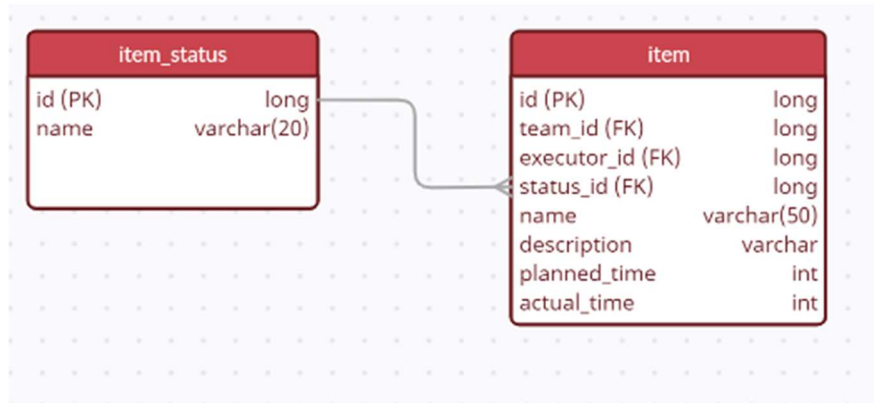 item_status
id (PK) long
name varchar(20)
item
id (PK) long
team_id (FK) long
executor_id (FK) long
status_id (FK) long
name varchar(50)
description varchar
planned_time int
actual_time int